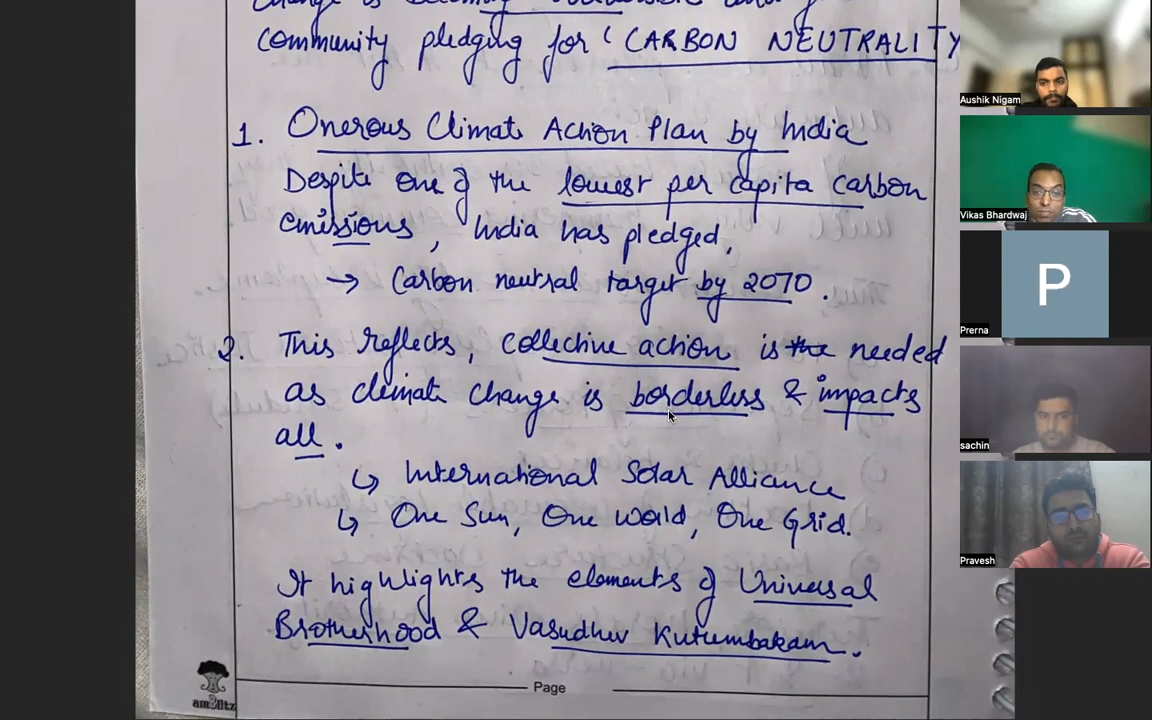 change is
community pledging for ' CARBON NEUTRALITY
1. Onerous Climate Action Plan by India
Despite one of the lowest per capita carbon
emissions, India has pledged,
→ Carbon neutral target by 2070.
2. This reflects, collective action is the needed
as climate change is borderless & impacts
all.
↳ International Solar Alliance
↳ One Sun, One World, One Grid.
It highlights the elements of Universal
Brotherhood & Vasudhev Kutumbakam.
Page
Aushik Nigam
Vikas Bhardwaj
P
Prerna
sachin
Pravesh